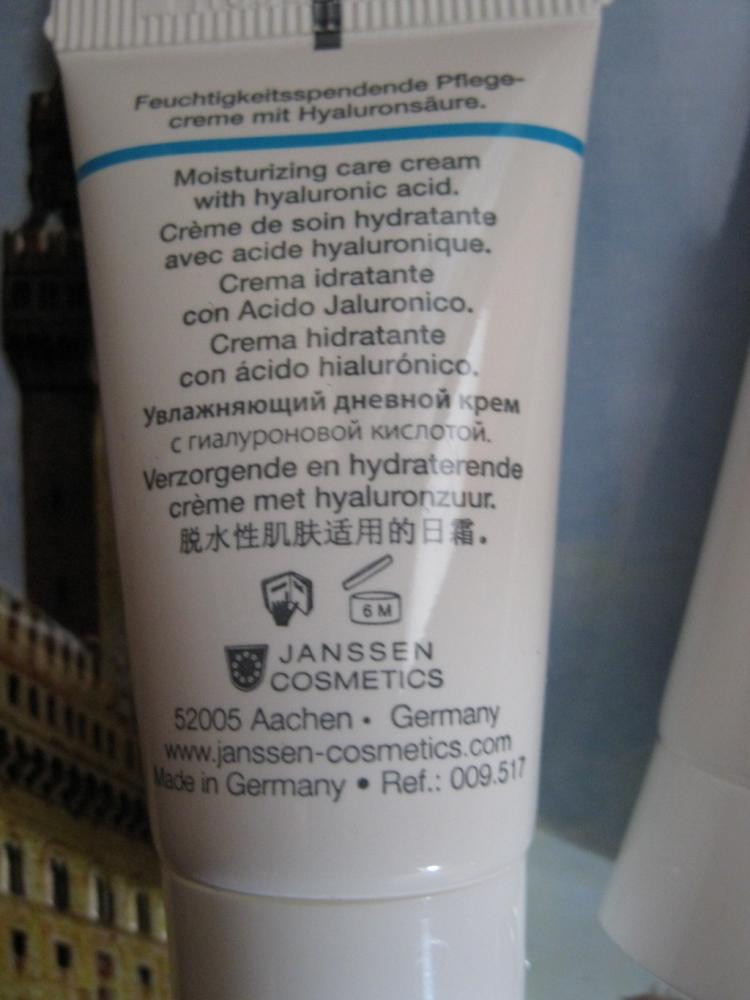 Feuchtigkeitsspendende Pflege-
creme mit Hyaluronsäure.
Moisturizing care cream
with hyaluronic acid.
Crème de soin hydratante
avec acide hyaluronique.
Crema idratante
con Acido Jaluronico.
Crema hidratante
con ácido hialurónico.
Увлажняющий дневной крем
с гиалуроновой кислотой.
Verzorgende en hydraterende
crème met hyaluronzuur.
脱水性肌肤适用的日霜。
6 M
JANSSEN
COSMETICS
52005 Aachen • Germany
www.janssen-cosmetics.com
Made in Germany • Ref.: 009.517